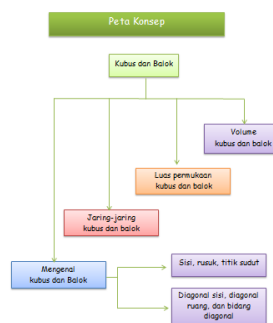 Peta Konsep
Kubus dan Balok
Volume
kubus dan balok
Luas permukaan
kubus dan balok
Jaring-jaring
kubus dan balok
Mengenal
kubus dan Balok
Sisi, rusuk, titik sudut
Diagonal sisi, diagonal
ruang, dan bidang
diagonal